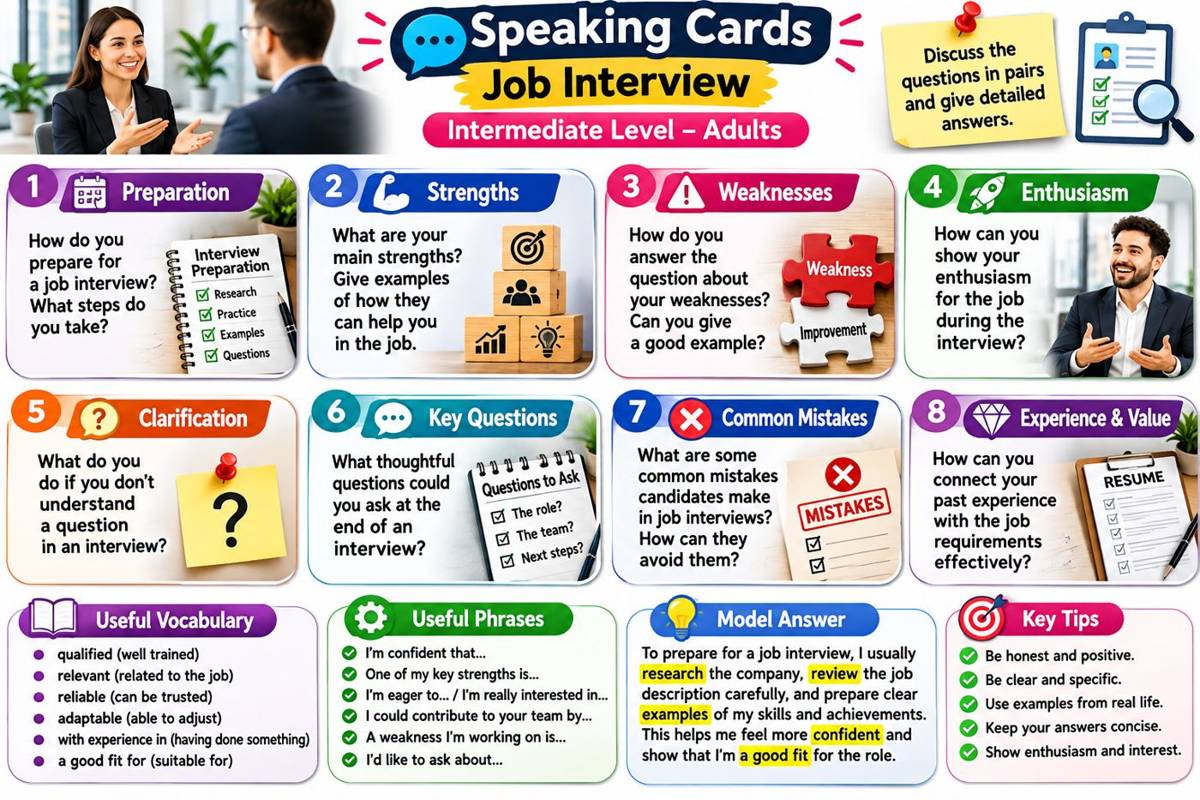 Speaking Cards
Job Interview
Intermediate Level – Adults
Discuss the
questions in pairs
and give detailed
answers.
1
Preparation
How do you
prepare for
a job interview?
What steps do
you take?
Interview
Preparation
Research
Practice
Examples
Questions
2
Strengths
What are your
main strengths?
Give examples
of how they
can help you
in the job.
3
Weaknesses
How do you
answer the
question about
your weaknesses?
Can you give
a good example?
Weakness
Improvement
4
Enthusiasm
How can you
show your
enthusiasm
for the job
during the
interview?
5
Clarification
What do you
do if you don't
understand
a question
in an interview?
?
6
Key Questions
What thoughtful
questions could
you ask at the
end of an
interview?
Questions to Ask
The role?
The team?
Next steps?
7
Common Mistakes
What are some
common mistakes
candidates make
in job interviews?
How can they
avoid them?
MISTAKES
8
Experience & Value
How can you
connect your
past experience
with the job
requirements
effectively?
RESUME
Useful Vocabulary
qualified (well trained)
relevant (related to the job)
reliable (can be trusted)
adaptable (able to adjust)
with experience in (having done something)
a good fit for (suitable for)
Useful Phrases
I'm confident that...
One of my key strengths is...
I'm eager to... / I'm really interested in...
I could contribute to your team by...
A weakness I'm working on is...
I'd like to ask about...
Model Answer
To prepare for a job interview, I usually
research the company, review the job
description carefully, and prepare clear
examples of my skills and achievements.
This helps me feel more confident and
show that I'm a good fit for the role.
Key Tips
Be honest and positive.
Be clear and specific.
Use examples from real life.
Keep your answers concise.
Show enthusiasm and interest.